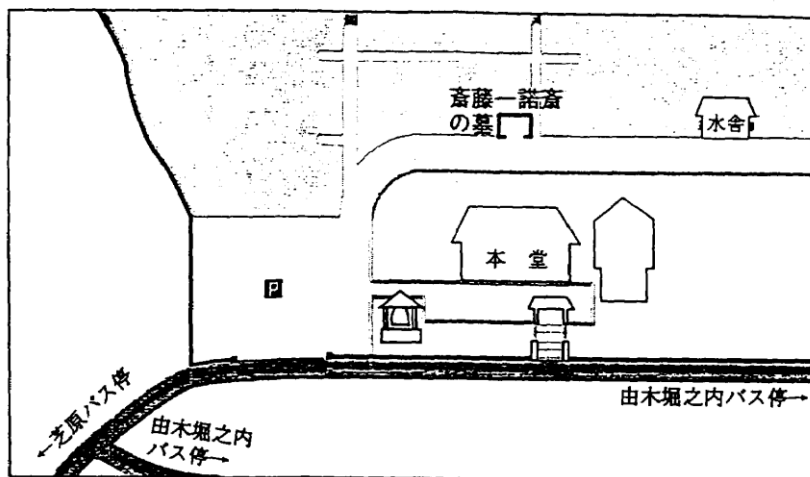 斎藤一諾斎
の墓
水舎
本堂
P
←芝原バス停
由木堀之内
バス停→
由木堀之内バス停→